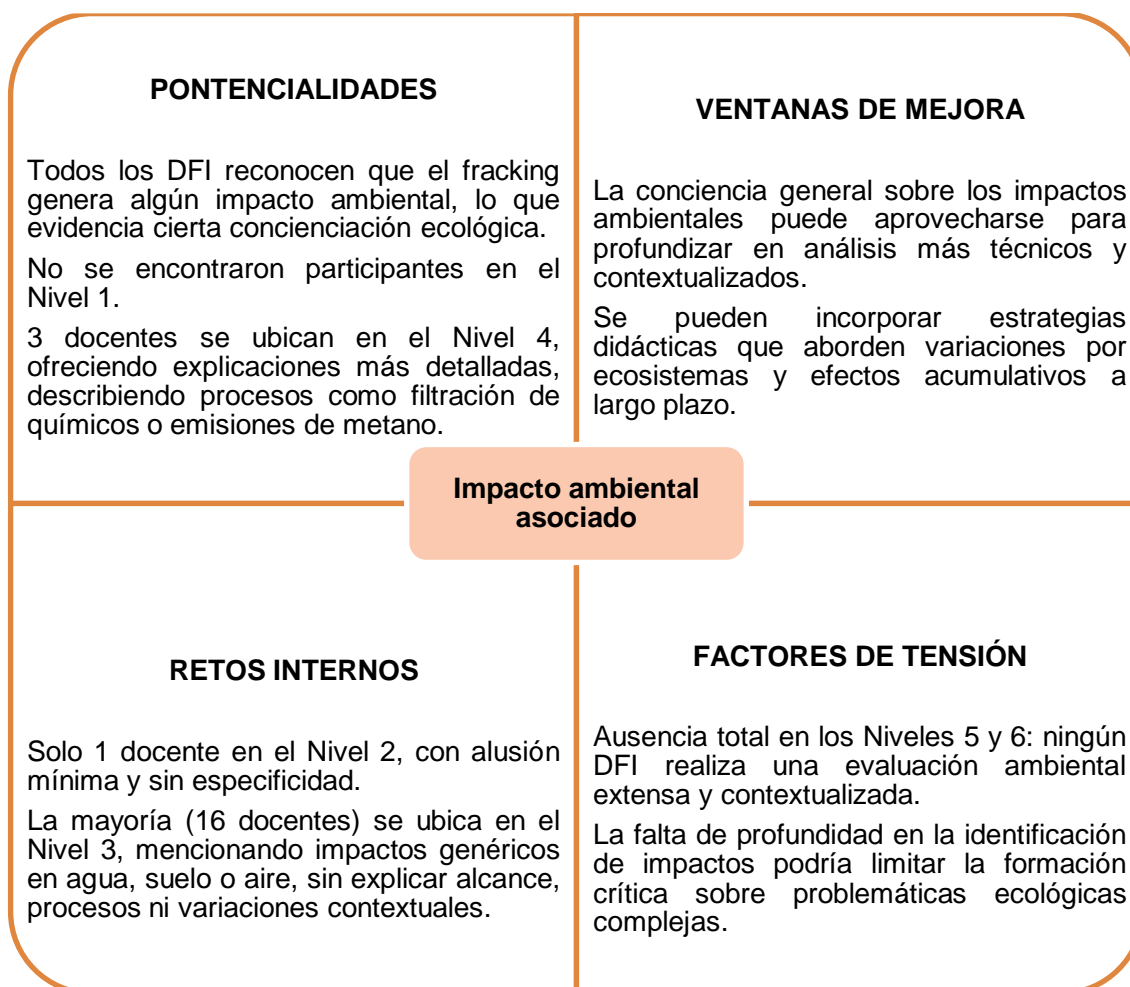 PONTENCIALIDADES
Todos los DFI reconocen que el fracking
genera algún impacto ambiental, lo que
evidencia cierta concienciación ecológica.
No se encontraron participantes en el
Nivel 1.
3 docentes se ubican en el Nivel 4,
ofreciendo explicaciones más detalladas,
describiendo procesos como filtración de
químicos o emisiones de metano.
VENTANAS DE MEJORA
La conciencia general sobre los impactos
ambientales puede aprovecharse para
profundizar en análisis más técnicos y
contextualizados.
Se pueden incorporar estrategias
didácticas que aborden variaciones por
ecosistemas y efectos acumulativos a
largo plazo.
Impacto ambiental
asociado
RETOS INTERNOS
Solo 1 docente en el Nivel 2, con alusión
mínima y sin especificidad.
La mayoría (16 docentes) se ubica en el
Nivel 3, mencionando impactos genéricos
en agua, suelo o aire, sin explicar alcance,
procesos ni variaciones contextuales.
FACTORES DE TENSIÓN
Ausencia total en los Niveles 5 y 6: ningún
DFI realiza una evaluación ambiental
extensa y contextualizada.
La falta de profundidad en la identificación
de impactos podría limitar la formación
crítica sobre problemáticas ecológicas
complejas.